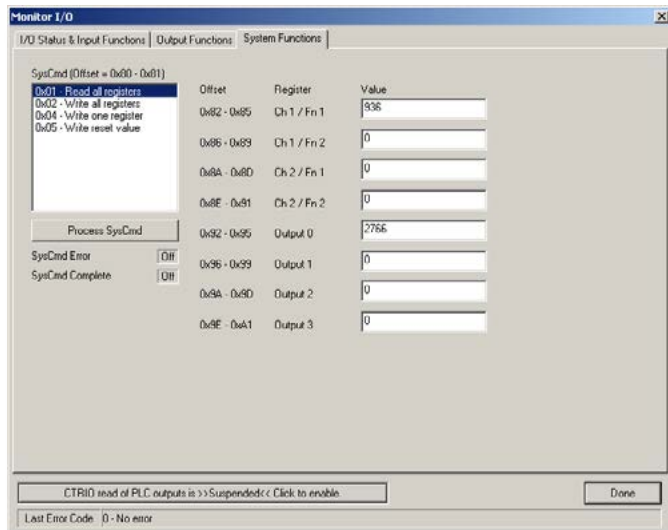 Monitor I/O
I/O Status & Input Functions Output Functions System Functions
SysCmd (Offset = 0x80 - 0x81)
0x01 - Read all registers
0x02 - Write all registers
0x04 - Write one register
0x05 - Write reset value
Process SysCmd
SysCmd Error Off
SysCmd Complete Off
Offset Register Value
0x82 - 0x85 Ch 1 / Fn 1 936
0x86 - 0x89 Ch 1 / Fn 2 0
0x8A - 0x8D Ch 2 / Fn 1 0
0x8E - 0x91 Ch 2 / Fn 2 0
0x92 - 0x95 Output 0 2766
0x96 - 0x99 Output 1 0
0x9A - 0x9D Output 2 0
0x9E - 0xA1 Output 3 0
CTRIO read of PLC outputs is >>Suspended<< Click to enable.
Done
Last Error Code 0 - No error